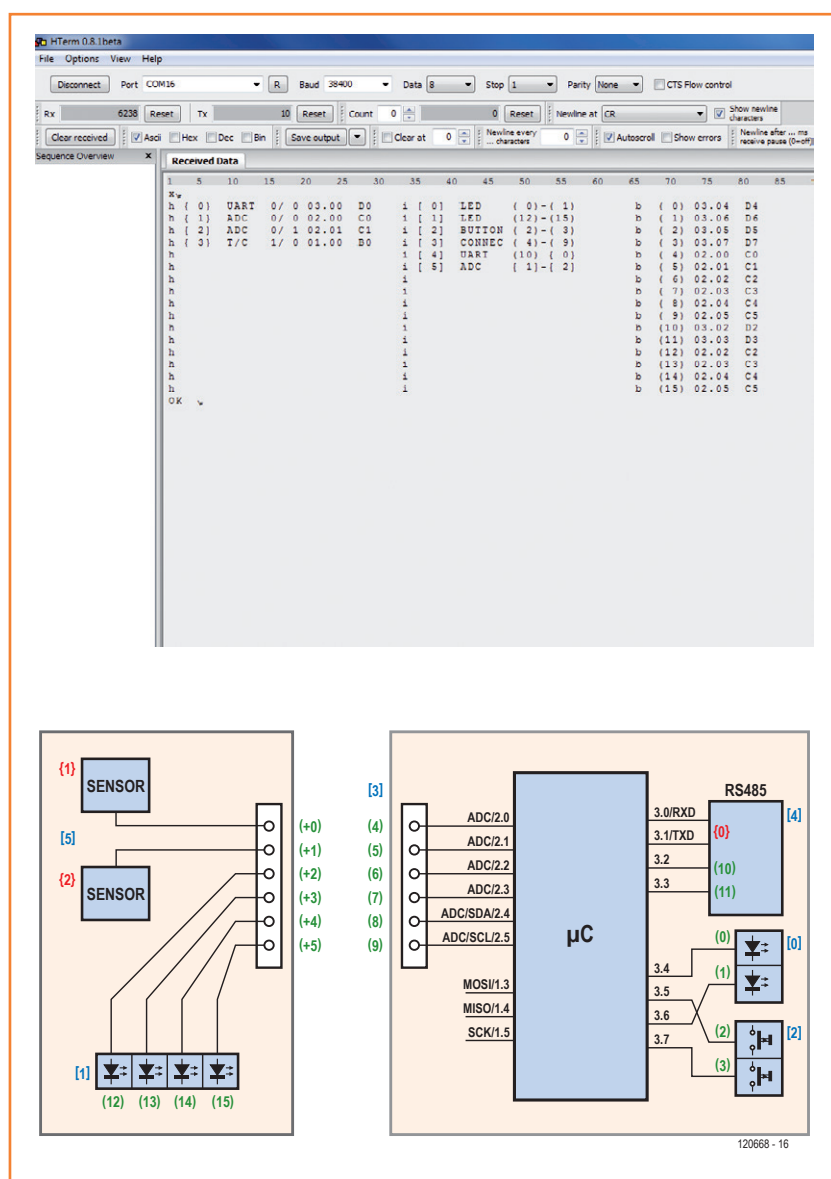 HTerm 0.8.1beta
File Options View Help
Disconnect Port COM16 R Baud 38400 Data 8 Stop 1 Parity None CTS Flow control
Rx 6238 Reset Tx 10 Reset Count 0 0 Reset Newline at CR Show newline characters
Clear received Ascii Hex Dec Bin Save output Clear at 0 Newline every ... characters 0 Autoscroll Show errors Newline after ... ms receive pause (0=off)
Sequence Overview x Received Data
1 5 10 15 20 25 30 35 40 45 50 55 60 65 70 75 80 85
x
h { 0} UART 0/ 0 03.00 D0 i [ 0] LED ( 0)-( 1) b ( 0) 03.04 D4
h { 1} ADC 0/ 0 02.00 C0 i [ 1] LED (12)-(15) b ( 1) 03.06 D6
h { 2} ADC 0/ 1 02.01 C1 i [ 2] BUTTON ( 2)-( 3) b ( 2) 03.05 D5
h { 3} T/C 1/ 0 01.00 B0 i [ 3] CONNEC ( 4)-( 9) b ( 3) 03.07 D7
h i [ 4] UART (10) ( 0) b ( 4) 02.00 C0
h i [ 5] ADC ( 1)-( 2) b ( 5) 02.01 C1
h i b ( 6) 02.02 C2
h i b ( 7) 02.03 C3
h i b ( 8) 02.04 C4
h i b ( 9) 02.05 C5
h i b (10) 03.02 D2
h i b (11) 03.03 D3
h i b (12) 02.02 C2
h i b (13) 02.03 C3
h i b (14) 02.04 C4
h i b (15) 02.05 C5
OK
{1}
SENSOR
[5]
{2}
SENSOR
(+0)
(+1)
(+2)
(+3)
(+4)
(+5)
[1]
(12) (13) (14) (15)
[3]
(4) ADC/2.0
(5) ADC/2.1
(6) ADC/2.2
(7) ADC/2.3
(8) ADC/SDA/2.4
(9) ADC/SCL/2.5
MOSI/1.3
MISO/1.4
SCK/1.5
µC
RS485
3.0/RXD [4]
3.1/TXD {0}
3.2 (10)
3.3 (11)
3.4 (0) [0]
3.5 (1)
3.6 (2) [2]
3.7 (3)
120668 - 16